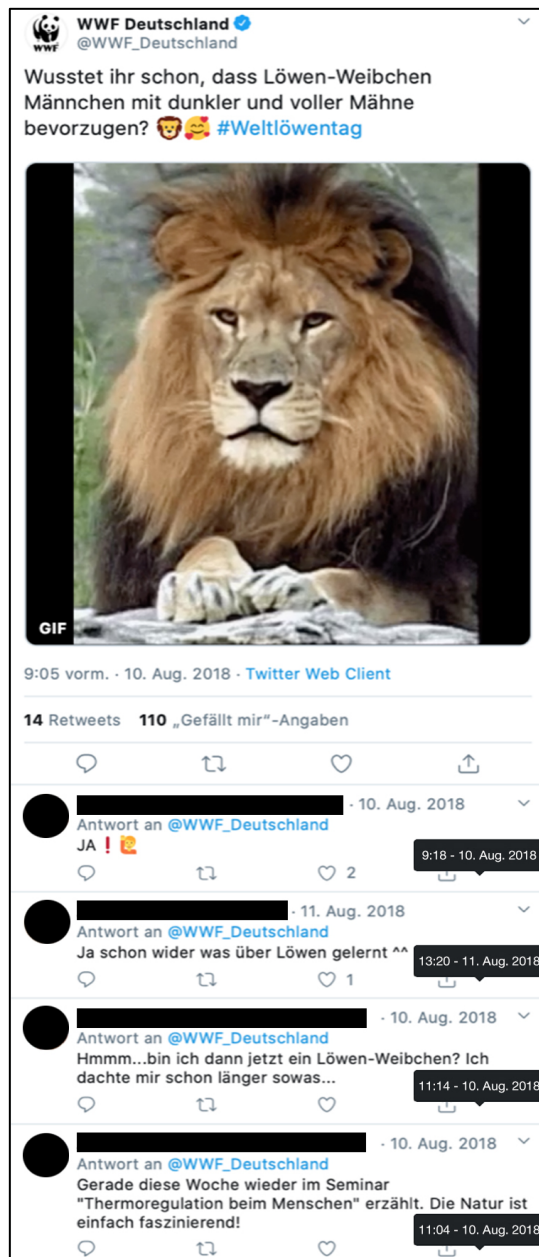 WWF Deutschland
@WWF_Deutschland
WWF
Wusstet ihr schon, dass Löwen-Weibchen
Männchen mit dunkler und voller Mähne
bevorzugen? 🦁🥰 #Weltlöwentag
GIF
9:05 vorm. · 10. Aug. 2018 · Twitter Web Client
14 Retweets 110 „Gefällt mir“-Angaben
· 10. Aug. 2018
Antwort an @WWF_Deutschland
JA❗🙋
2
9:18 - 10. Aug. 2018
· 11. Aug. 2018
Antwort an @WWF_Deutschland
Ja schon wider was über Löwen gelernt ^^
1
13:20 - 11. Aug. 2018
· 10. Aug. 2018
Antwort an @WWF_Deutschland
Hmmm...bin ich dann jetzt ein Löwen-Weibchen? Ich
dachte mir schon länger sowas...
11:14 - 10. Aug. 2018
· 10. Aug. 2018
Antwort an @WWF_Deutschland
Gerade diese Woche wieder im Seminar
"Thermoregulation beim Menschen" erzählt. Die Natur ist
einfach faszinierend!
11:04 - 10. Aug. 2018